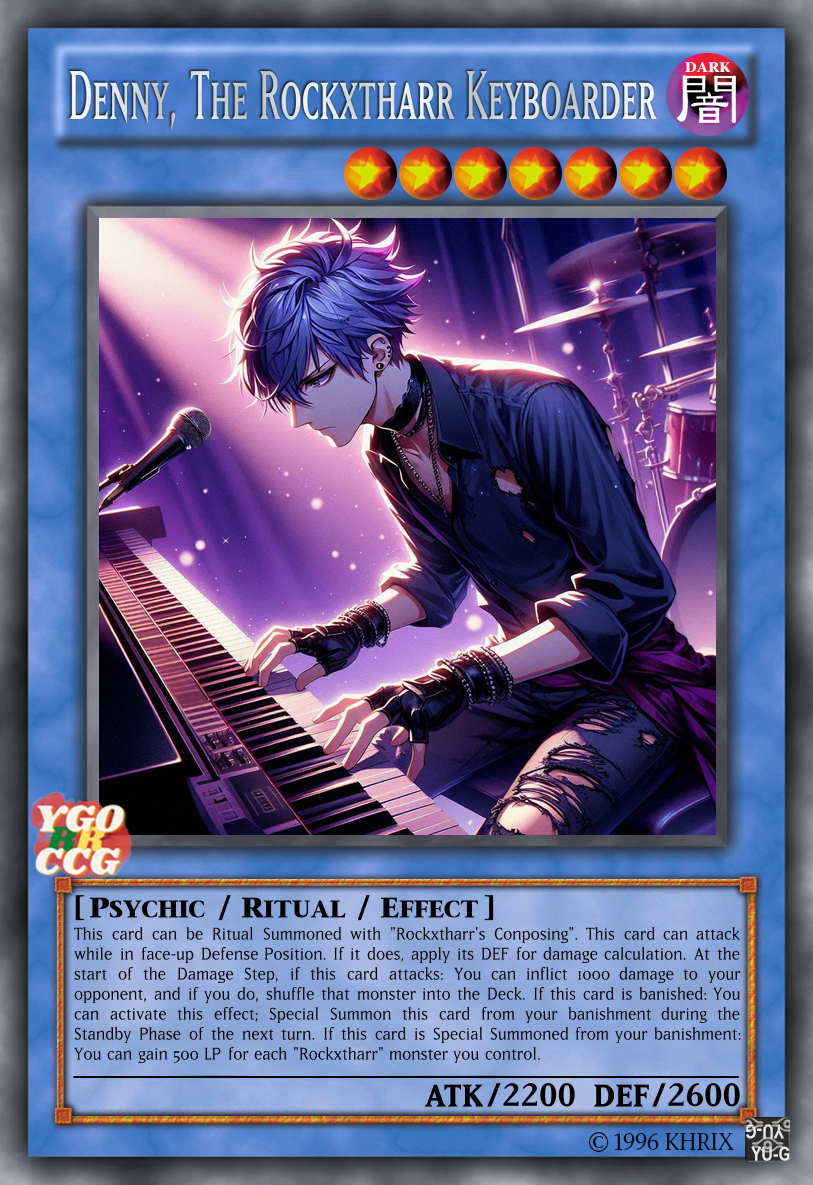 Denny, The Rockxtharr Keyboarder
DARK
闇
YGO
RR
CCG
[ Psychic / Ritual / Effect ]
This card can be Ritual Summoned with "Rockxtharr's Conposing". This card can attack
while in face-up Defense Position. If it does, apply its DEF for damage calculation. At the
start of the Damage Step, if this card attacks: You can inflict 1000 damage to your
opponent, and if you do, shuffle that monster into the Deck. If this card is banished: You
can activate this effect; Special Summon this card from your banishment during the
Standby Phase of the next turn. If this card is Special Summoned from your banishment:
You can gain 500 LP for each "Rockxtharr" monster you control.
ATK/2200 DEF/2600
© 1996 KHRIX
YU-G